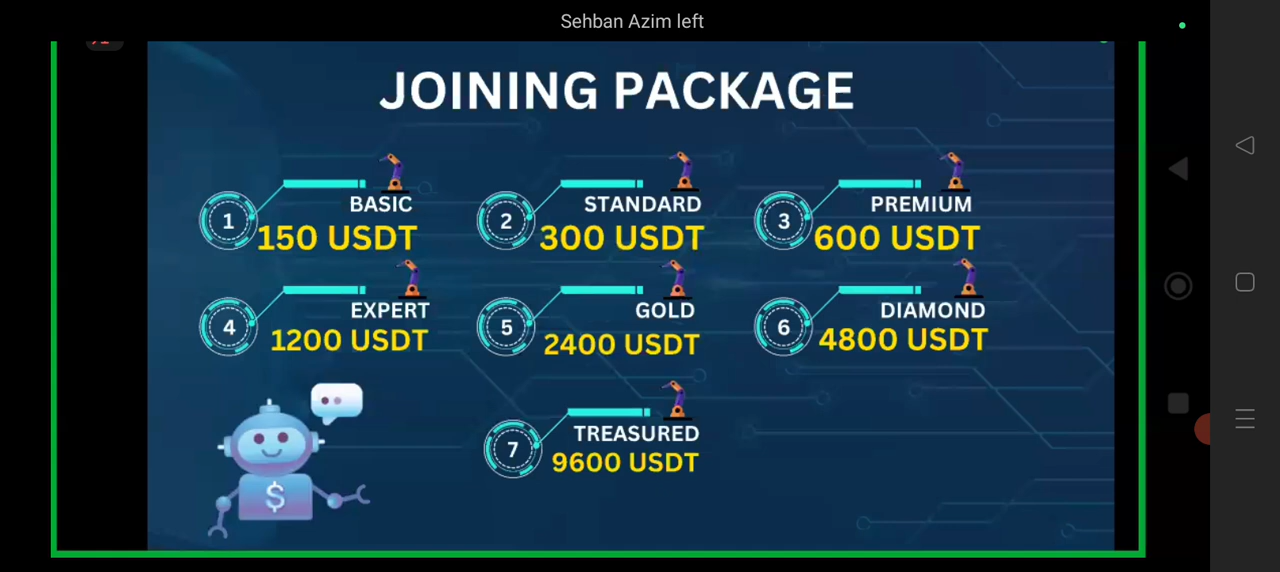 Sehban Azim left
JOINING PACKAGE
1
BASIC
150 USDT
2
STANDARD
300 USDT
3
PREMIUM
600 USDT
4
EXPERT
1200 USDT
5
GOLD
2400 USDT
6
DIAMOND
4800 USDT
7
TREASURED
9600 USDT
$